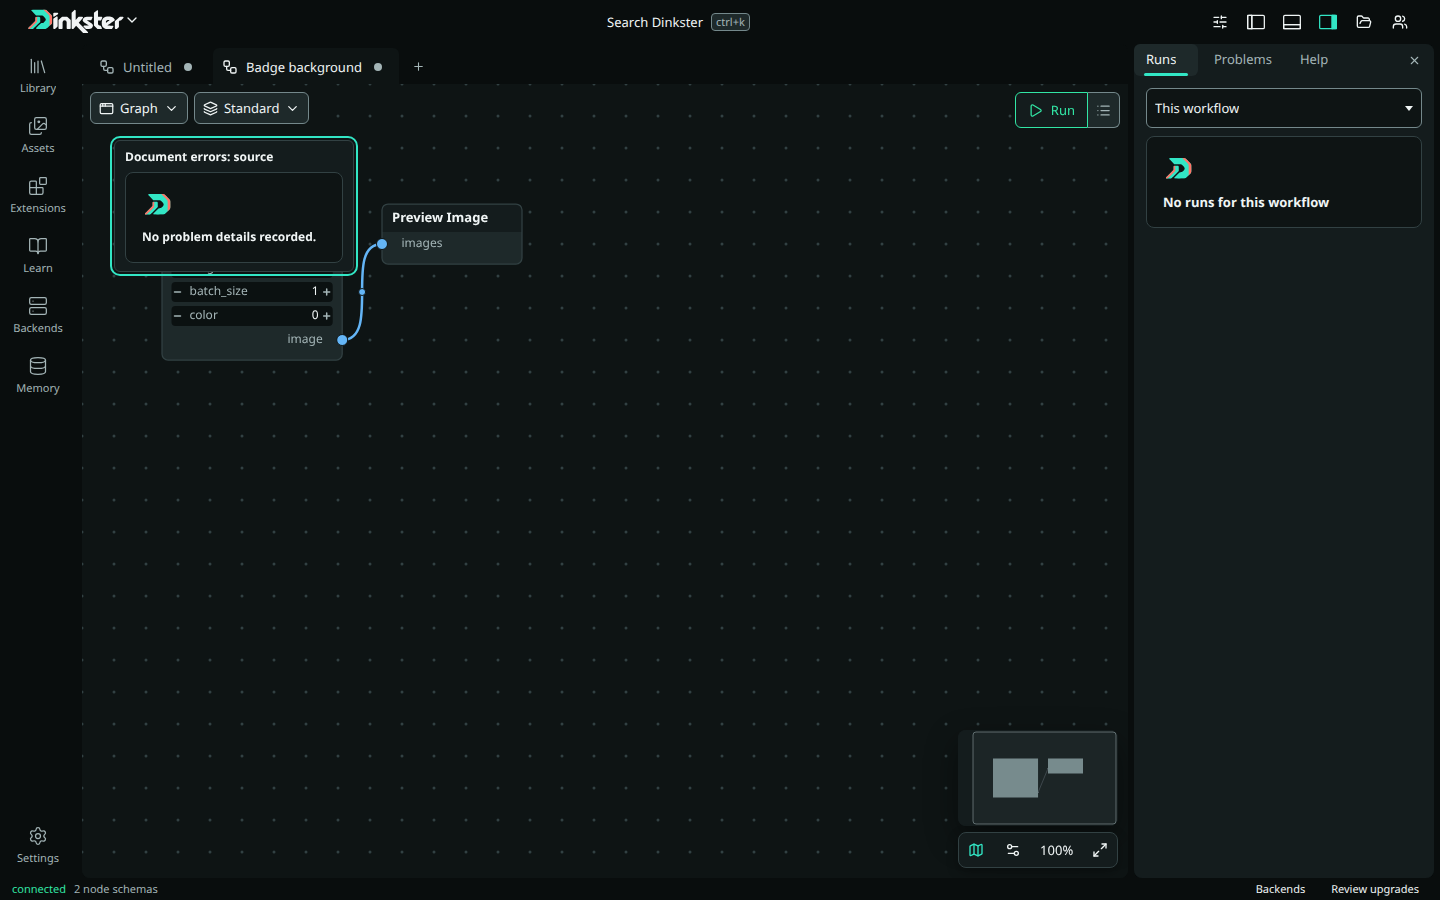 Dinkster
Search Dinkster ctrl+k
Library
Assets
Extensions
Learn
Backends
Memory
Settings
Untitled
Badge background
Graph
Standard
Run
Document errors: source
No problem details recorded.
batch_size 1
color 0
image
Preview Image
images
100%
Runs Problems Help
This workflow
No runs for this workflow
connected 2 node schemas
Backends Review upgrades